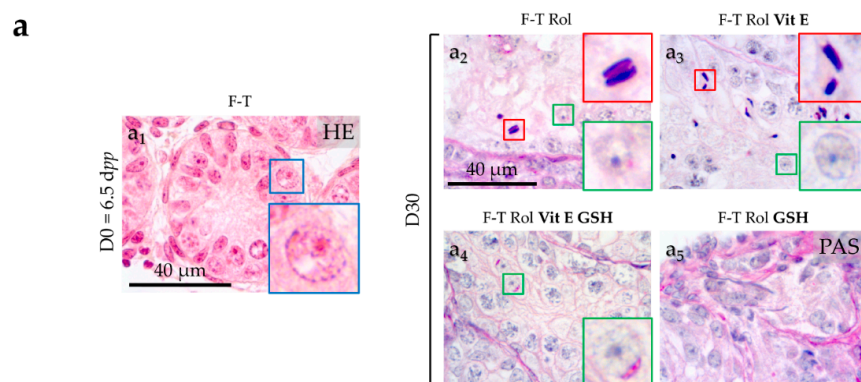 a
F-T
a1
HE
D0 = 6.5 dpp
40 µm
D30
F-T Rol
a2
40 µm
F-T Rol Vit E
a3
F-T Rol Vit E GSH
a4
F-T Rol GSH
a5
PAS